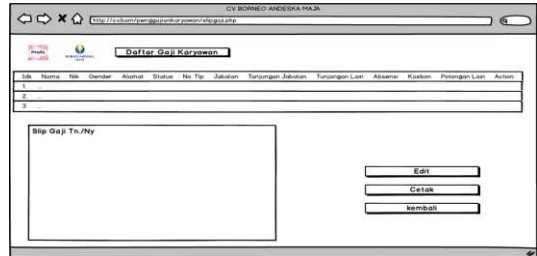 CV.BORNEO ANDESKA MAJA
http://cvbam/penggajiankaryawan/slipgaji.php
Daftar Gaji Karyawan
Idk Nama Nik Gender Alamat Status No Tlp Jabatan Tunjangan Jabatan Tunjangan Lain Absensi Kasbon Potongan Lain Action
1 ...
2 ...
3 ...
Slip Gaji Tn./Ny
Edit
Cetak
kembali